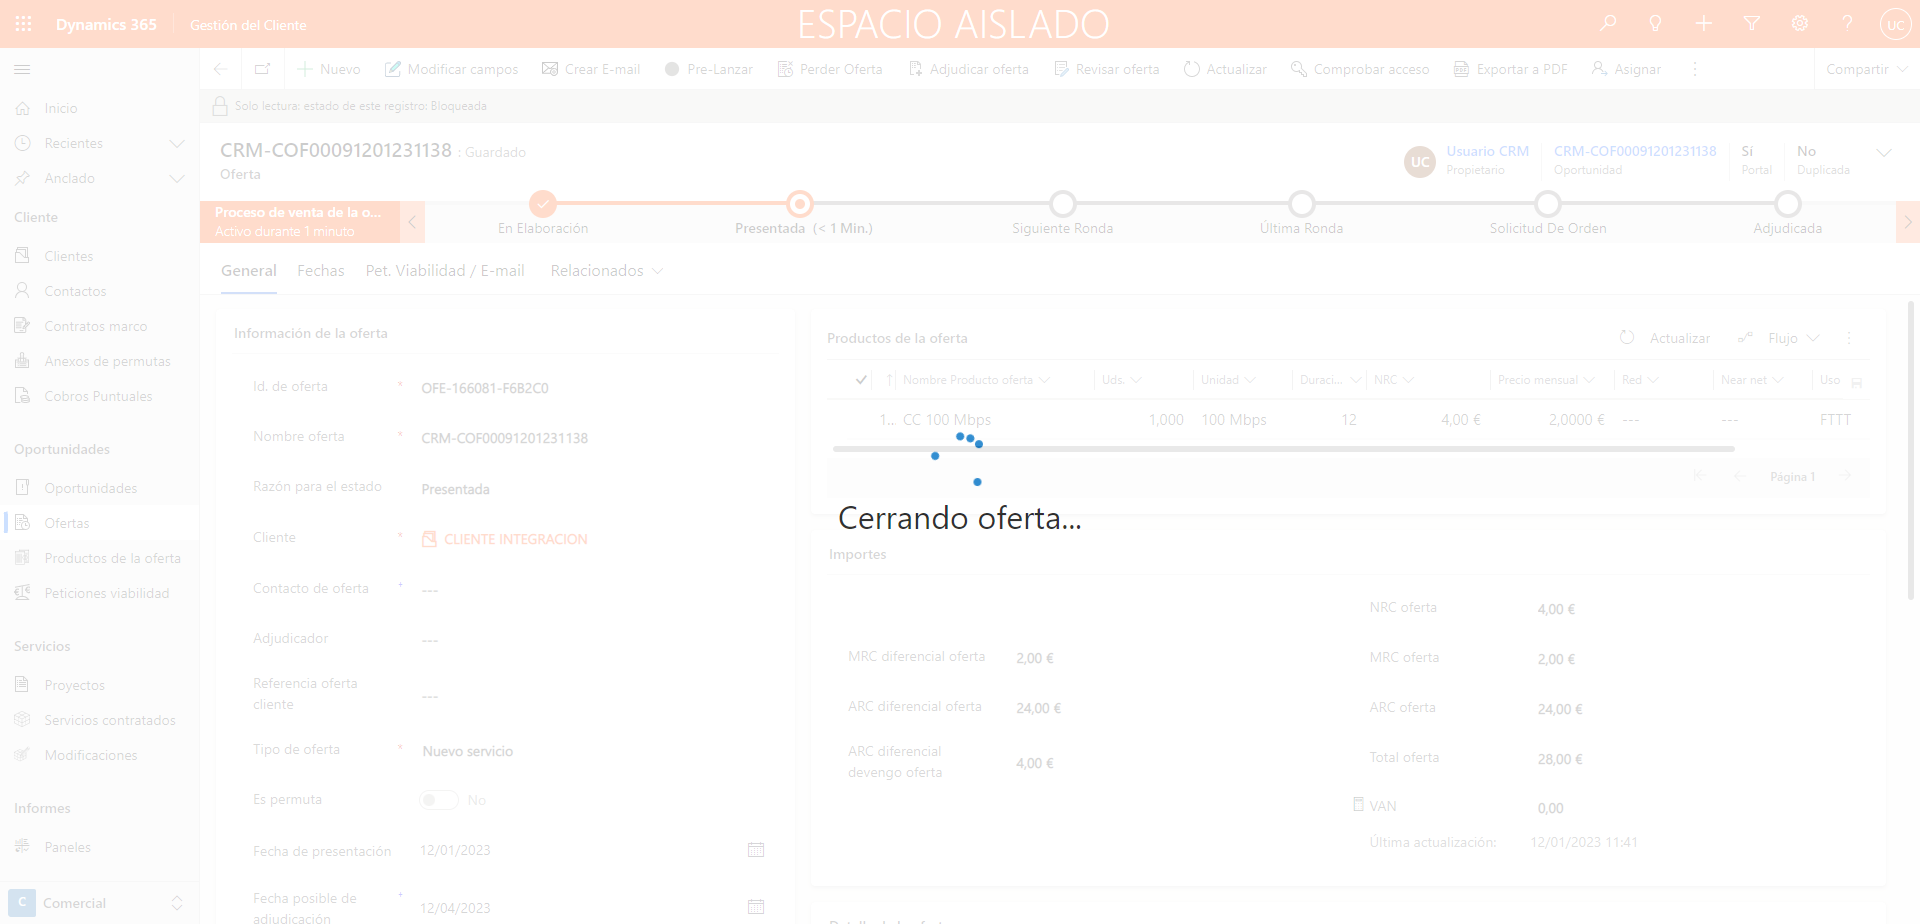 Dynamics 365
Gestión del Cliente
ESPACIO AISLADO
UC
Nuevo
Modificar campos
Crear E-mail
Pre-Lanzar
Perder Oferta
Adjudicar oferta
Revisar oferta
Actualizar
Comprobar acceso
Exportar a PDF
Asignar
Compartir
Solo lectura: estado de este registro: Bloqueada
Inicio
Recientes
Anclado
Cliente
Clientes
Contactos
Contratos marco
Anexos de permutas
Cobros Puntuales
Oportunidades
Oportunidades
Ofertas
Productos de la oferta
Peticiones viabilidad
Servicios
Proyectos
Servicios contratados
Modificaciones
Informes
Paneles
C Comercial
CRM-COF00091201231138 : Guardado
Oferta
UC
Usuario CRM
Propietario
CRM-COF00091201231138
Oportunidad
Sí
Portal
No
Duplicada
Proceso de venta de la o...
Activo durante 1 minuto
En Elaboración
Presentada (< 1 Min.)
Siguiente Ronda
Última Ronda
Solicitud De Orden
Adjudicada
General
Fechas
Pet. Viabilidad / E-mail
Relacionados
Información de la oferta
Id. de oferta * OFE-166081-F6B2C0
Nombre oferta * CRM-COF00091201231138
Razón para el estado Presentada
Cliente * CLIENTE INTEGRACION
Contacto de oferta + ---
Adjudicador ---
Referencia oferta
cliente ---
Tipo de oferta * Nuevo servicio
Es permuta No
Fecha de presentación 12/01/2023
Fecha posible de
adjudicación + 12/04/2023
Productos de la oferta
Actualizar
Flujo
Nombre Producto oferta Uds. Unidad Duraci... NRC Precio mensual Red Near net Uso
1... CC 100 Mbps 1,000 100 Mbps 12 4,00 € 2,0000 € --- --- FTTT
Página 1
Cerrando oferta...
Importes
NRC oferta 4,00 €
MRC diferencial oferta 2,00 €
MRC oferta 2,00 €
ARC diferencial oferta 24,00 €
ARC oferta 24,00 €
ARC diferencial
devengo oferta 4,00 €
Total oferta 28,00 €
VAN 0,00
Última actualización: 12/01/2023 11:41